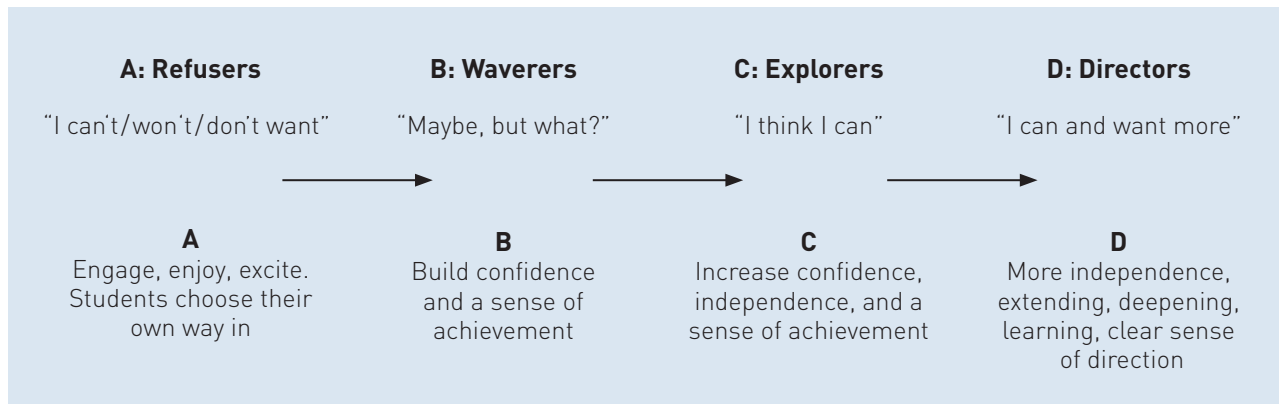 A: Refusers
"I can't/won't/don't want"
B: Waverers
"Maybe, but what?"
C: Explorers
"I think I can"
D: Directors
"I can and want more"
A
Engage, enjoy, excite.
Students choose their
own way in
B
Build confidence
and a sense of
achievement
C
Increase confidence,
independence, and a
sense of achievement
D
More independence,
extending, deepening,
learning, clear sense
of direction